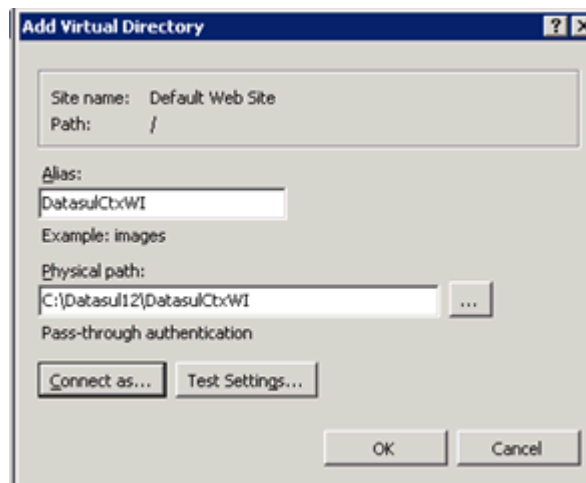 Add Virtual Directory
Site name: Default Web Site
Path: /
Alias:
DatasulCtxWI
Example: images
Physical path:
C:\Datasul12\DatasulCtxWI
...
Pass-through authentication
Connect as... Test Settings...
OK Cancel